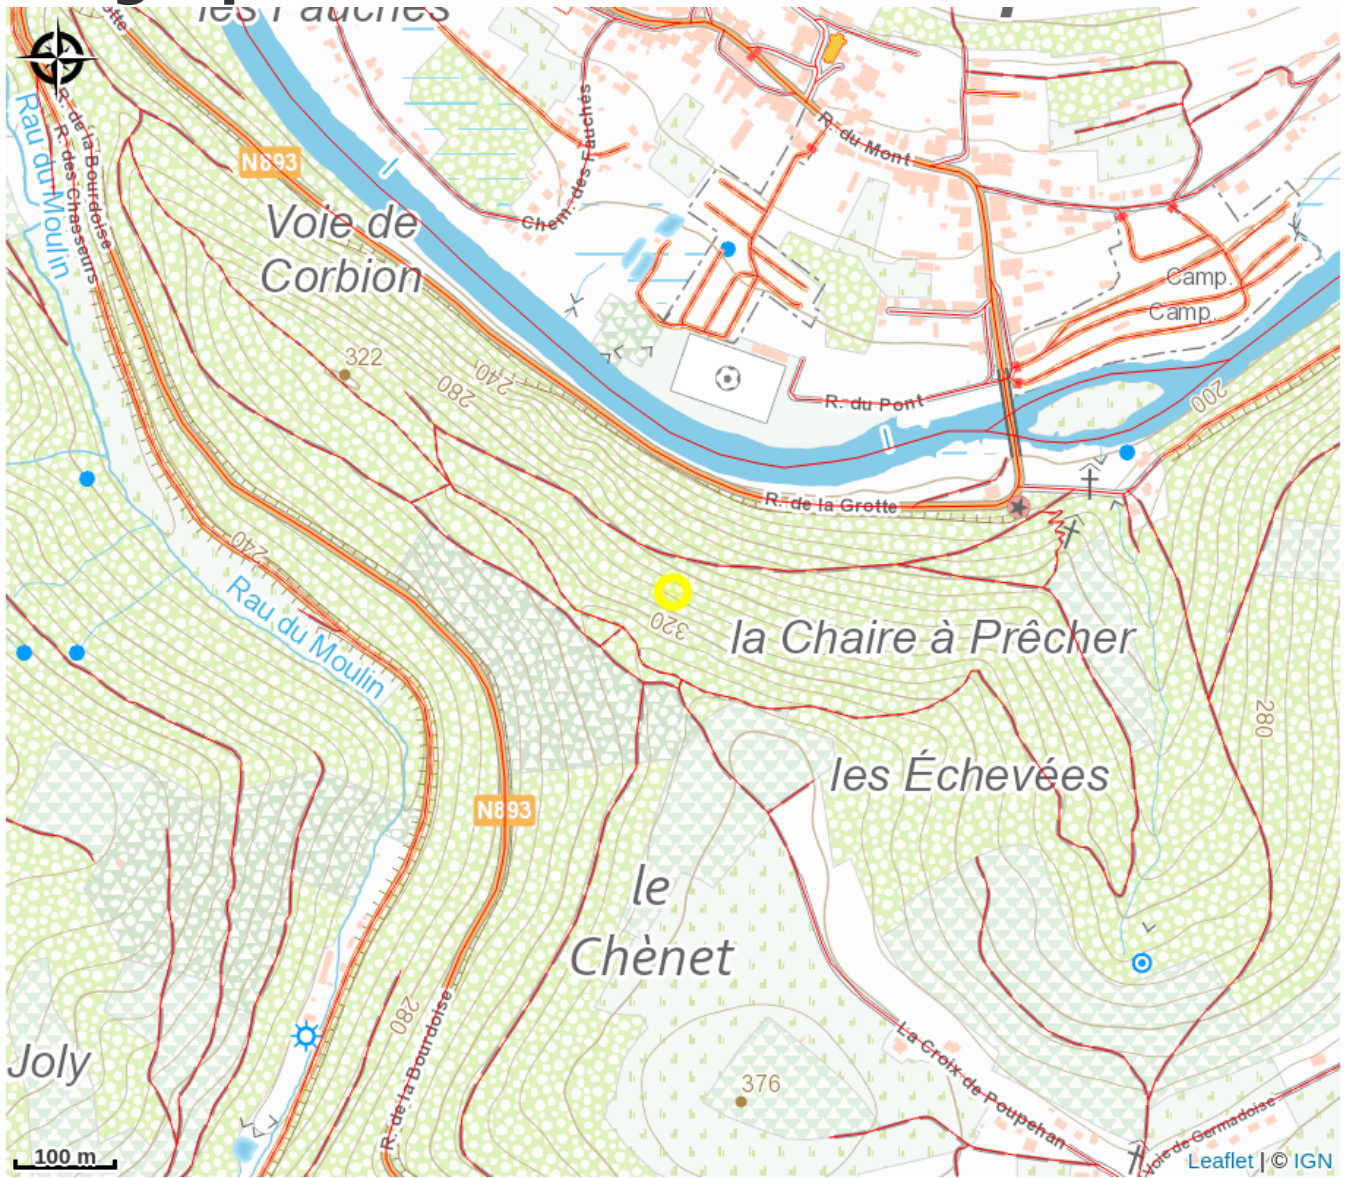 les Fauches
R. de la Bourdoise
R. des Chasseurs
Rau du Moulin
N893
Voie de
Corbion
Chem. des Fauches
R. du Mont
Camp.
Camp.
322
280
240
R. du Pont
200
R. de la Grotte
240
Rau du Moulin
320
la Chaire à Prêcher
280
les Échevées
N893
le
Chènet
280
R. de la Bourdoise
La Croix de Poupehan
Joly
376
Voie de Germadoise
100 m
Leaflet | © IGN